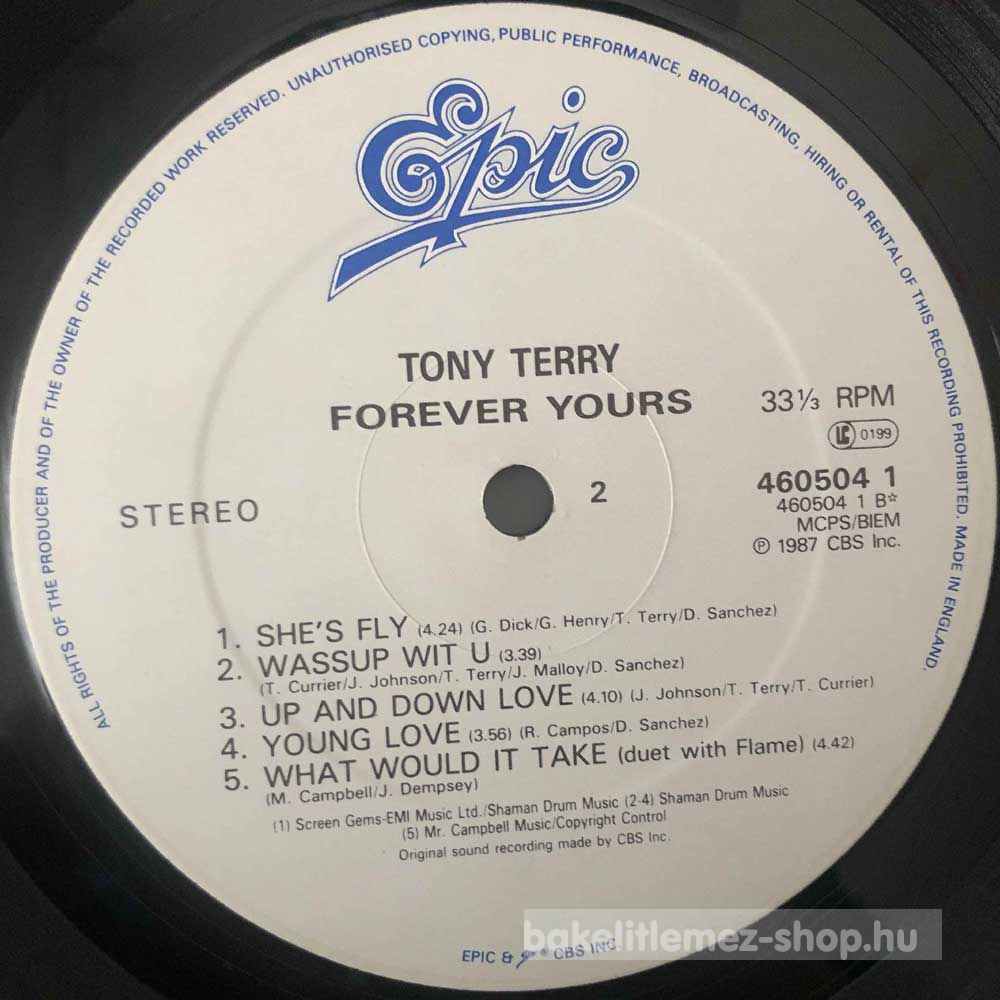 ALL RIGHTS OF THE PRODUCER AND OF THE OWNER OF THE RECORDED WORK RESERVED. UNAUTHORISED COPYING, PUBLIC PERFORMANCE, BROADCASTING, HIRING OR RENTAL OF THIS RECORDING PROHIBITED. MADE IN ENGLAND.
Epic
TONY TERRY
FOREVER YOURS
33⅓ RPM
LC 0199
STEREO
2
460504 1
460504 1 B☆
MCPS/BIEM
℗ 1987 CBS Inc.
1. SHE'S FLY (4.24) (G. Dick/G. Henry/T. Terry/D. Sanchez)
2. WASSUP WIT U (3.39)
(T. Currier/J. Johnson/T. Terry/J. Malloy/D. Sanchez)
3. UP AND DOWN LOVE (4.10) (J. Johnson/T. Terry/T. Currier)
4. YOUNG LOVE (3.56) (R. Campos/D. Sanchez)
5. WHAT WOULD IT TAKE (duet with Flame) (4.42)
(M. Campbell/J. Dempsey)
(1) Screen Gems-EMI Music Ltd./Shaman Drum Music (2-4) Shaman Drum Music
(5) Mr. Campbell Music/Copyright Control
Original sound recording made by CBS Inc.
bakelitlemez-shop.hu
EPIC & CBS INC.